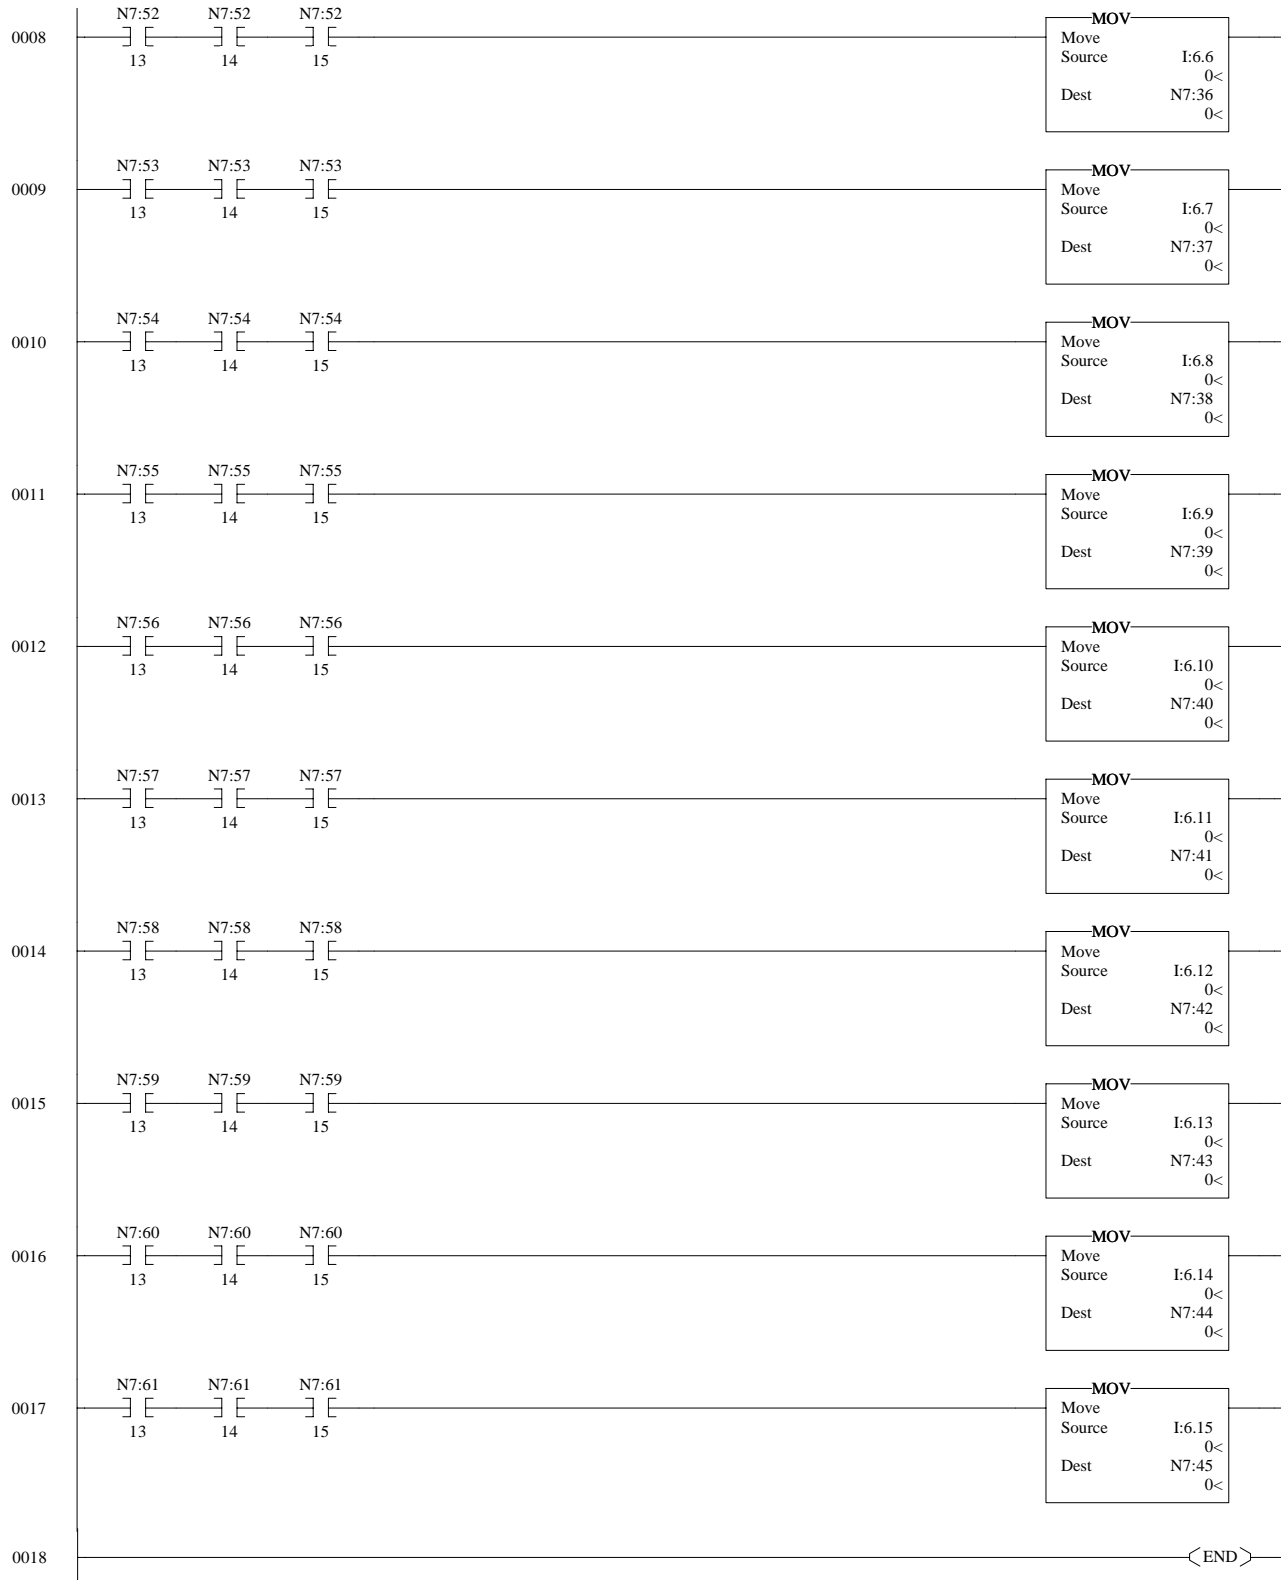 N7:52 N7:52 N7:52 MOV
0008 Move
13 14 15 Source I:6.6
0<
Dest N7:36
0<
N7:53 N7:53 N7:53 MOV
0009 Move
13 14 15 Source I:6.7
0<
Dest N7:37
0<
N7:54 N7:54 N7:54 MOV
0010 Move
13 14 15 Source I:6.8
0<
Dest N7:38
0<
N7:55 N7:55 N7:55 MOV
0011 Move
13 14 15 Source I:6.9
0<
Dest N7:39
0<
N7:56 N7:56 N7:56 MOV
0012 Move
13 14 15 Source I:6.10
0<
Dest N7:40
0<
N7:57 N7:57 N7:57 MOV
0013 Move
13 14 15 Source I:6.11
0<
Dest N7:41
0<
N7:58 N7:58 N7:58 MOV
0014 Move
13 14 15 Source I:6.12
0<
Dest N7:42
0<
N7:59 N7:59 N7:59 MOV
0015 Move
13 14 15 Source I:6.13
0<
Dest N7:43
0<
N7:60 N7:60 N7:60 MOV
0016 Move
13 14 15 Source I:6.14
0<
Dest N7:44
0<
N7:61 N7:61 N7:61 MOV
0017 Move
13 14 15 Source I:6.15
0<
Dest N7:45
0<
0018 END